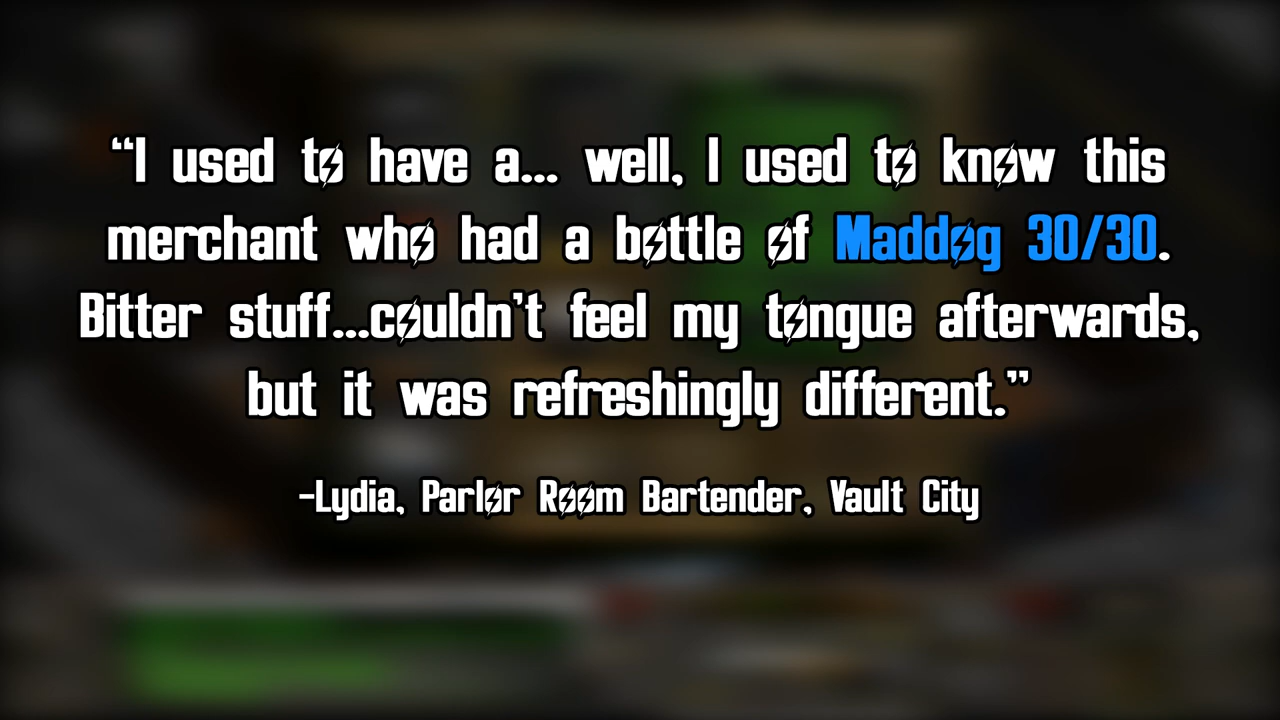 “I used to have a... well, I used to know this
merchant who had a bottle of Maddog 30/30.
Bitter stuff...couldn’t feel my tongue afterwards,
but it was refreshingly different.”
-Lydia, Parlor Room Bartender, Vault City